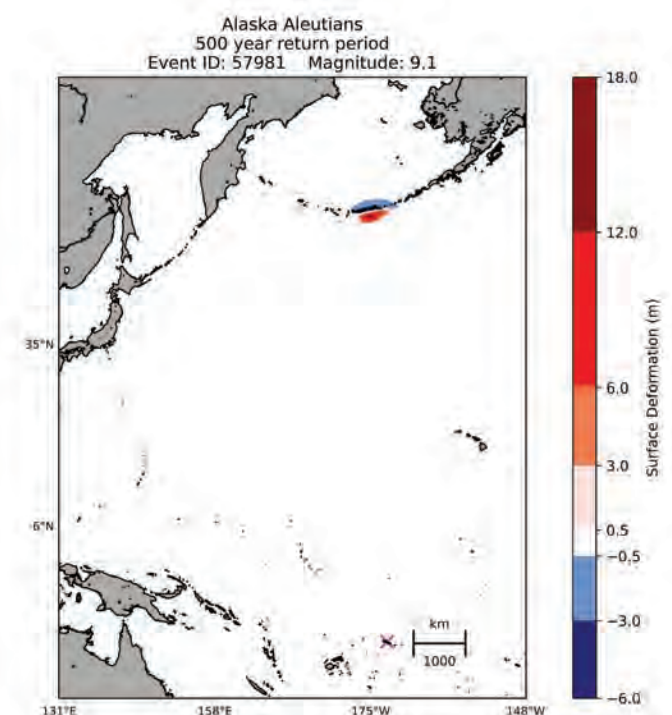 Alaska Aleutians
500 year return period
Event ID: 57981 Magnitude: 9.1
18.0
12.0
6.0
3.0
0.5
−0.5
−3.0
−6.0
Surface Deformation (m)
35°N
-6°N
km
1000
131°E 158°E -175°W -148°W